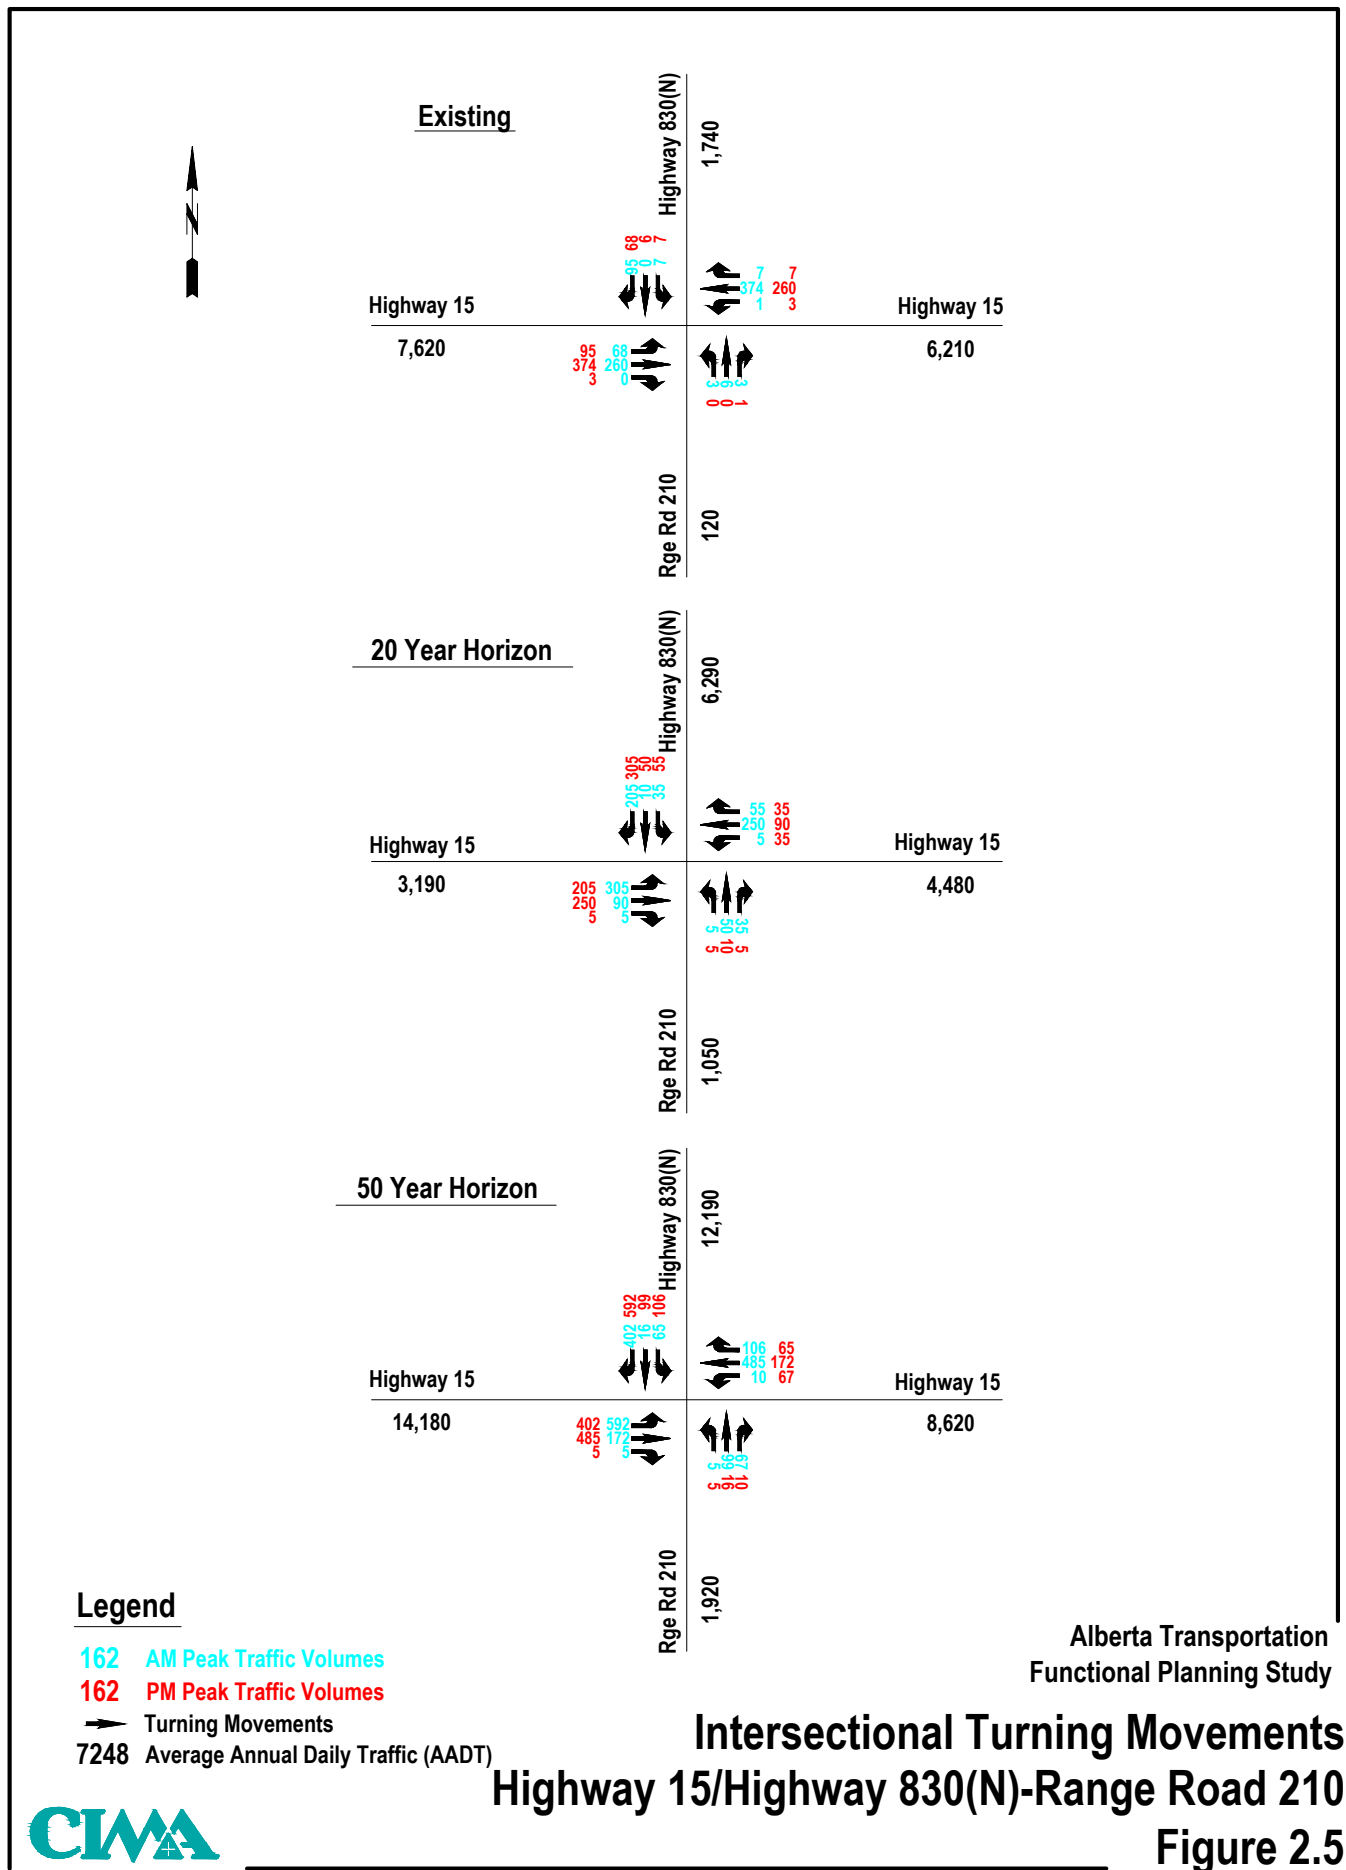 Existing
N
Highway 830(N)
1,740
68 6 7
95 0 7
7 7
374 260
1 3
Highway 15
Highway 15
7,620
6,210
95 68
374 260
3 0
3 6 3
0 0 1
Rge Rd 210
120
20 Year Horizon
Highway 830(N)
6,290
305 50 55
205 10 35
55 35
250 90
5 35
Highway 15
Highway 15
3,190
4,480
205 305
250 90
5 5
5 50 35
5 10 5
Rge Rd 210
1,050
50 Year Horizon
Highway 830(N)
12,190
592 99 106
402 16 65
106 65
485 172
10 67
Highway 15
Highway 15
14,180
8,620
402 592
485 172
5 5
5 99 67
5 16 10
Rge Rd 210
1,920
Legend
162 AM Peak Traffic Volumes
162 PM Peak Traffic Volumes
Turning Movements
7248 Average Annual Daily Traffic (AADT)
Alberta Transportation
Functional Planning Study
Intersectional Turning Movements
Highway 15/Highway 830(N)-Range Road 210
Figure 2.5
CIMA